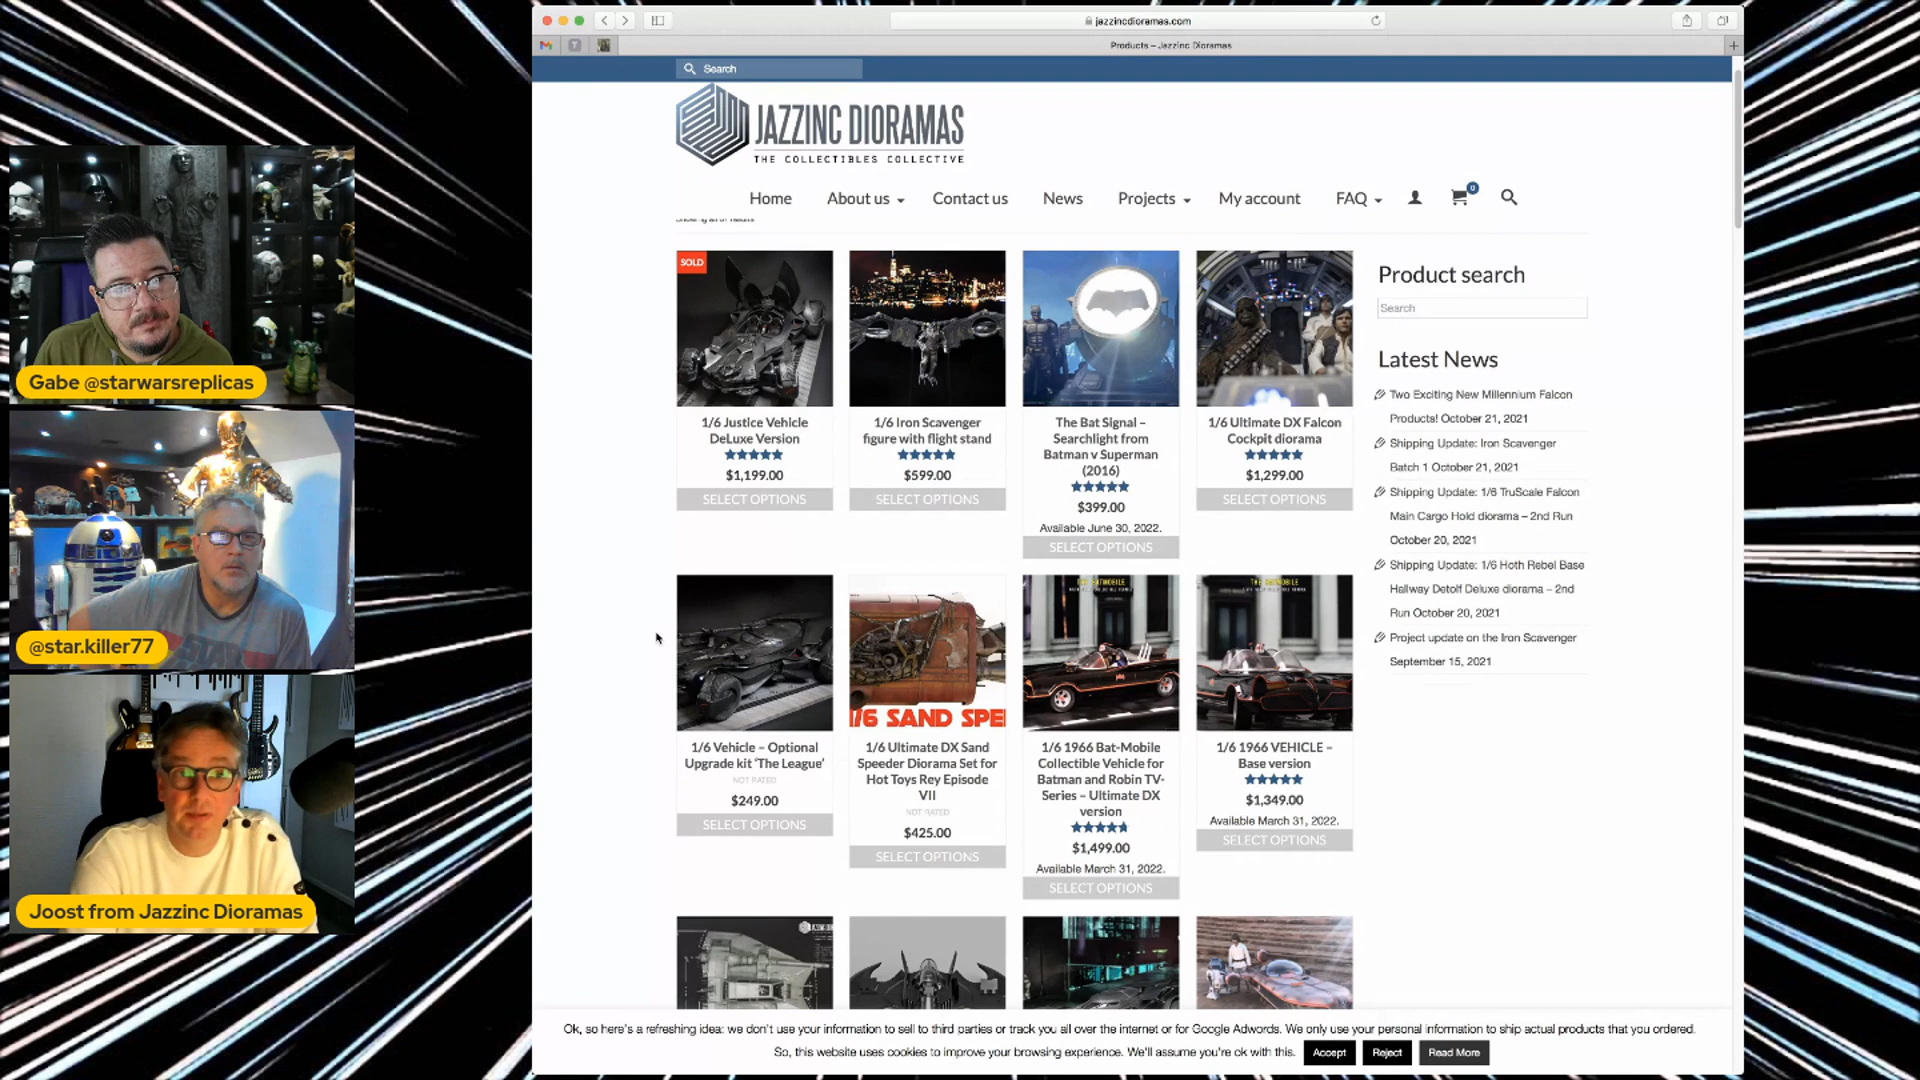 jazzincdioramas.com
Products – Jazzinc Dioramas
Search
JAZZINC DIORAMAS
THE COLLECTIBLES COLLECTIVE
Home
About us
Contact us
News
Projects
My account
FAQ
0
SOLD
1/6 Justice Vehicle
DeLuxe Version
$1,199.00
SELECT OPTIONS
1/6 Iron Scavenger
figure with flight stand
$599.00
SELECT OPTIONS
The Bat Signal –
Searchlight from
Batman v Superman
(2016)
$399.00
Available June 30, 2022.
SELECT OPTIONS
1/6 Ultimate DX Falcon
Cockpit diorama
$1,299.00
SELECT OPTIONS
Product search
Search
Latest News
Two Exciting New Millennium Falcon
Products! October 21, 2021
Shipping Update: Iron Scavenger
Batch 1 October 21, 2021
Shipping Update: 1/6 TruScale Falcon
Main Cargo Hold diorama – 2nd Run
October 20, 2021
Shipping Update: 1/6 Hoth Rebel Base
Hallway Detolf Deluxe diorama – 2nd
Run October 20, 2021
Project update on the Iron Scavenger
September 15, 2021
1/6 Vehicle – Optional
Upgrade kit 'The League'
NOT RATED
$249.00
SELECT OPTIONS
1/6 SAND SPE
1/6 Ultimate DX Sand
Speeder Diorama Set for
Hot Toys Rey Episode
VII
NOT RATED
$425.00
SELECT OPTIONS
1/6 1966 Bat-Mobile
Collectible Vehicle for
Batman and Robin TV-
Series – Ultimate DX
version
$1,499.00
Available March 31, 2022.
SELECT OPTIONS
1/6 1966 VEHICLE –
Base version
$1,349.00
Available March 31, 2022.
SELECT OPTIONS
Ok, so here's a refreshing idea: we don't use your information to sell to third parties or track you all over the internet or for Google Adwords. We only use your personal information to ship actual products that you ordered.
So, this website uses cookies to improve your browsing experience. We'll assume you're ok with this.
Accept
Reject
Read More
Gabe @starwarsreplicas
@star.killer77
Joost from Jazzinc Dioramas